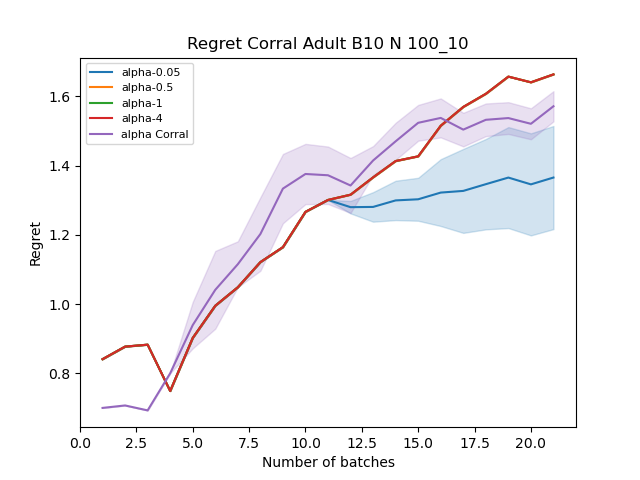 Regret Corral Adult B10 N 100_10
alpha-0.05
alpha-0.5
alpha-1
alpha-4
alpha Corral
1.6
1.4
1.2
1.0
0.8
Regret
0.0 2.5 5.0 7.5 10.0 12.5 15.0 17.5 20.0
Number of batches